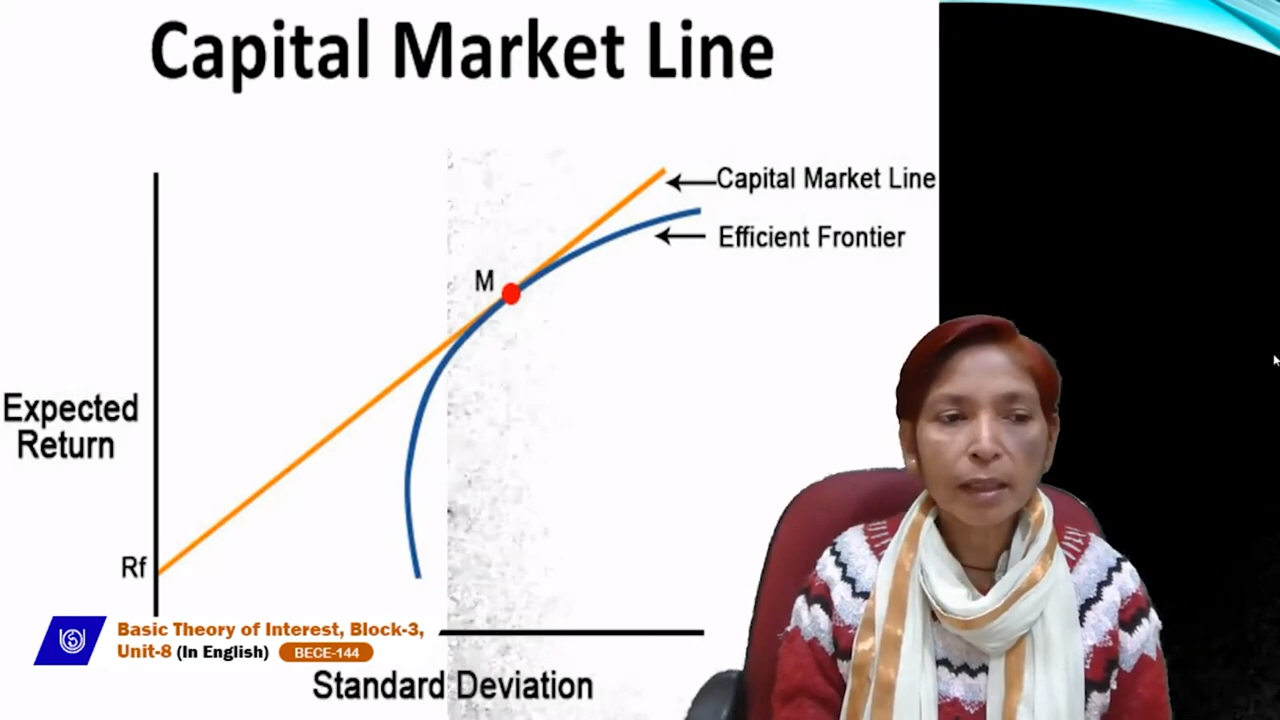 Capital Market Line
Capital Market Line
Efficient Frontier
M
Expected
Return
Rf
Basic Theory of Interest, Block-3,
Unit-8 (In English) BECE-144
Standard Deviation